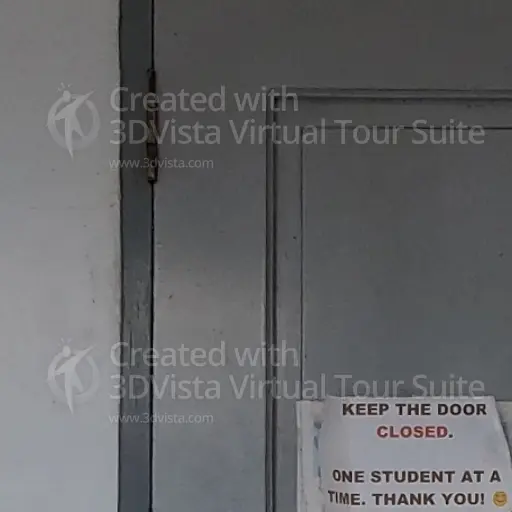 Created with
3DVista Virtual Tour Suite
www.3dvista.com
Created with
3DVista Virtual Tour Suite
www.3dvista.com
KEEP THE DOOR
CLOSED.
ONE STUDENT AT A
TIME. THANK YOU! 😊